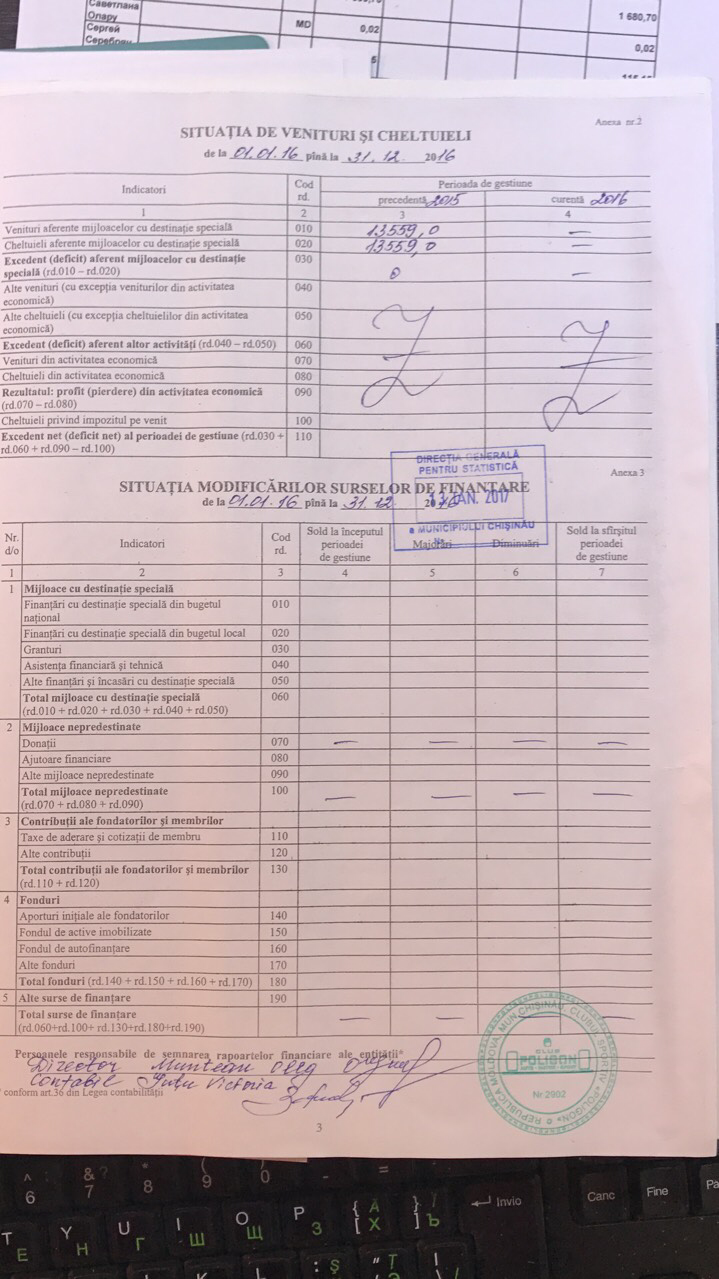 Саветлана
Олару
Сергей
MD
0,02
1 680,70
0,02
Anexa nr.2
SITUAȚIA DE VENITURI ȘI CHELTUIELI
de la 01.01.16 pînă la 31.12. 2016
Indicatori
Cod rd.
Perioada de gestiune
precedentă 2015
curentă 2016
1 2 3 4
Venituri aferente mijloacelor cu destinație specială 010 13559,0 —
Cheltuieli aferente mijloacelor cu destinație specială 020 13559,0 —
Excedent (deficit) aferent mijloacelor cu destinație
specială (rd.010 – rd.020) 030 0 —
Alte venituri (cu excepția veniturilor din activitatea
economică) 040
Alte cheltuieli (cu excepția cheltuielilor din activitatea
economică) 050
Excedent (deficit) aferent altor activități (rd.040 – rd.050) 060
Venituri din activitatea economică 070
Cheltuieli din activitatea economică 080
Rezultatul: profit (pierdere) din activitatea economică
(rd.070 – rd.080) 090
Cheltuieli privind impozitul pe venit 100
Excedent net (deficit net) al perioadei de gestiune (rd.030 +
rd.060 + rd.090 – rd.100) 110
DIRECȚIA GENERALĂ
PENTRU STATISTICĂ
JAN. 2017
MUNICIPIULUI CHIȘINĂU
Anexa 3
SITUAȚIA MODIFICĂRILOR SURSELOR DE FINANȚARE
de la 01.01.16 pînă la 31.12 2016
Nr. d/o
Indicatori
Cod rd.
Sold la începutul
perioadei
de gestiune
Majorări
Diminuări
Sold la sfîrșitul
perioadei
de gestiune
1 2 3 4 5 6 7
1 Mijloace cu destinație specială
Finanțări cu destinație specială din bugetul
național 010
Finanțări cu destinație specială din bugetul local 020
Granturi 030
Asistența financiară și tehnică 040
Alte finanțări și încasări cu destinație specială 050
Total mijloace cu destinație specială
(rd.010 + rd.020 + rd.030 + rd.040 + rd.050) 060
2 Mijloace nepredestinate
Donații 070 — — — —
Ajutoare financiare 080
Alte mijloace nepredestinate 090
Total mijloace nepredestinate
(rd.070 + rd.080 + rd.090) 100 — — — —
3 Contribuții ale fondatorilor și membrilor
Taxe de aderare și cotizații de membru 110
Alte contribuții 120
Total contribuții ale fondatorilor și membrilor
(rd.110 + rd.120) 130
4 Fonduri
Aporturi inițiale ale fondatorilor 140
Fondul de active imobilizate 150
Fondul de autofinanțare 160
Alte fonduri 170
Total fonduri (rd.140 + rd.150 + rd.160 + rd.170) 180
5 Alte surse de finanțare 190
Total surse de finanțare
(rd.060+rd.100+ rd.130+rd.180+rd.190) — — — —
Persoanele responsabile de semnarea rapoartelor financiare ale entității*
Director Muntean Oleg
Contabil Victoria
* conform art.36 din Legea contabilității
REPUBLICA MOLDOVA MUN.CHIȘINĂU, CLUBUL SPORTIV «POLIGON»
CLUB
POLIGON
Nr.2902
3
^ 6
& 7 ?
* 8
( 9
) 0
-
=
T Е
Y Н
U Г
I Ш
O Щ
P З
{ [ Ă Х
} ] Ъ
Invio
Canc
Fine
Pa
K
L
: ; Ș
" Ț